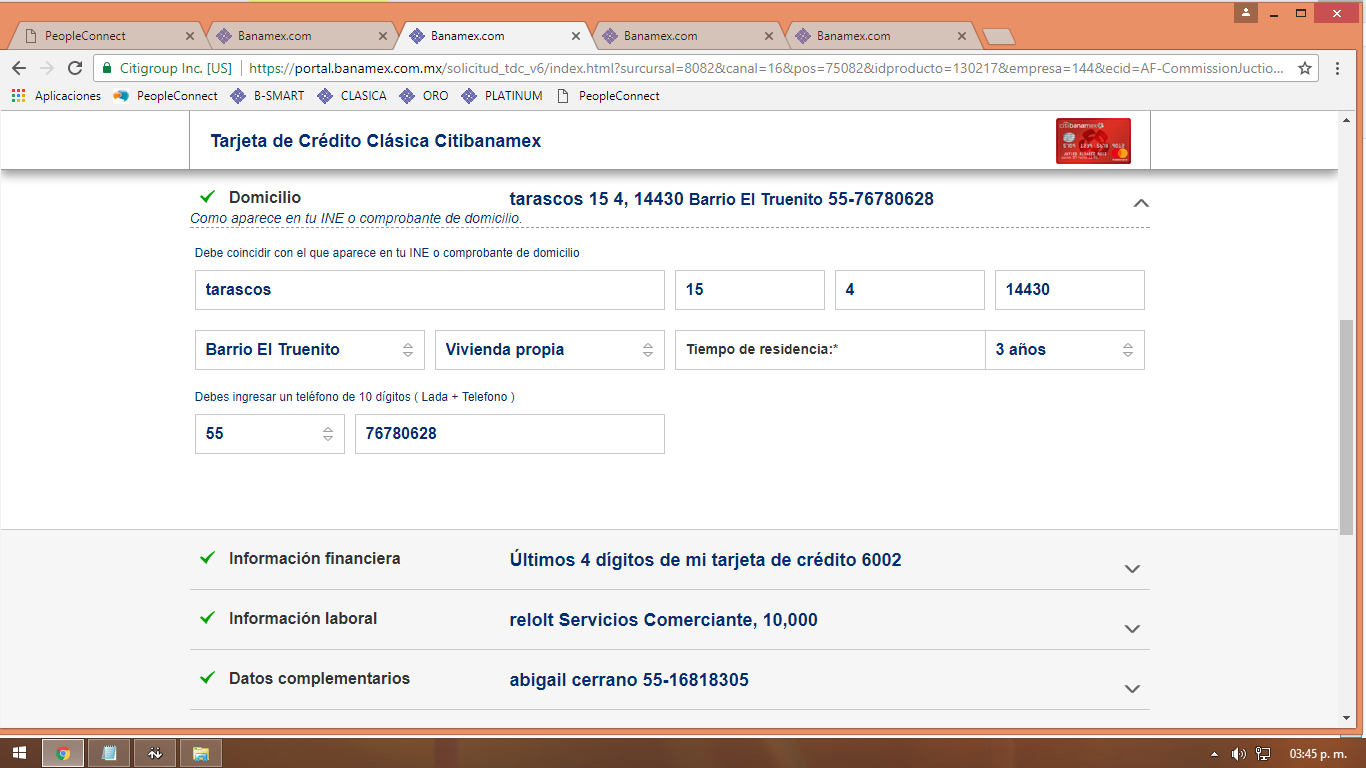 PeopleConnect
Banamex.com
Banamex.com
Banamex.com
Banamex.com
Citigroup Inc. [US] https://portal.banamex.com.mx/solicitud_tdc_v6/index.html?surcursal=8082&canal=16&pos=75082&idproducto=130217&empresa=144&ecid=AF-CommissionJuctio...
Aplicaciones PeopleConnect B-SMART CLASICA ORO PLATINUM PeopleConnect
Tarjeta de Crédito Clásica Citibanamex
citibanamex
Domicilio tarascos 15 4, 14430 Barrio El Truenito 55-76780628
Como aparece en tu INE o comprobante de domicilio.
Debe coincidir con el que aparece en tu INE o comprobante de domicilio
tarascos 15 4 14430
Barrio El Truenito Vivienda propia Tiempo de residencia:* 3 años
Debes ingresar un teléfono de 10 dígitos ( Lada + Telefono )
55 76780628
Información financiera Últimos 4 dígitos de mi tarjeta de crédito 6002
Información laboral relolt Servicios Comerciante, 10,000
Datos complementarios abigail cerrano 55-16818305
03:45 p. m.